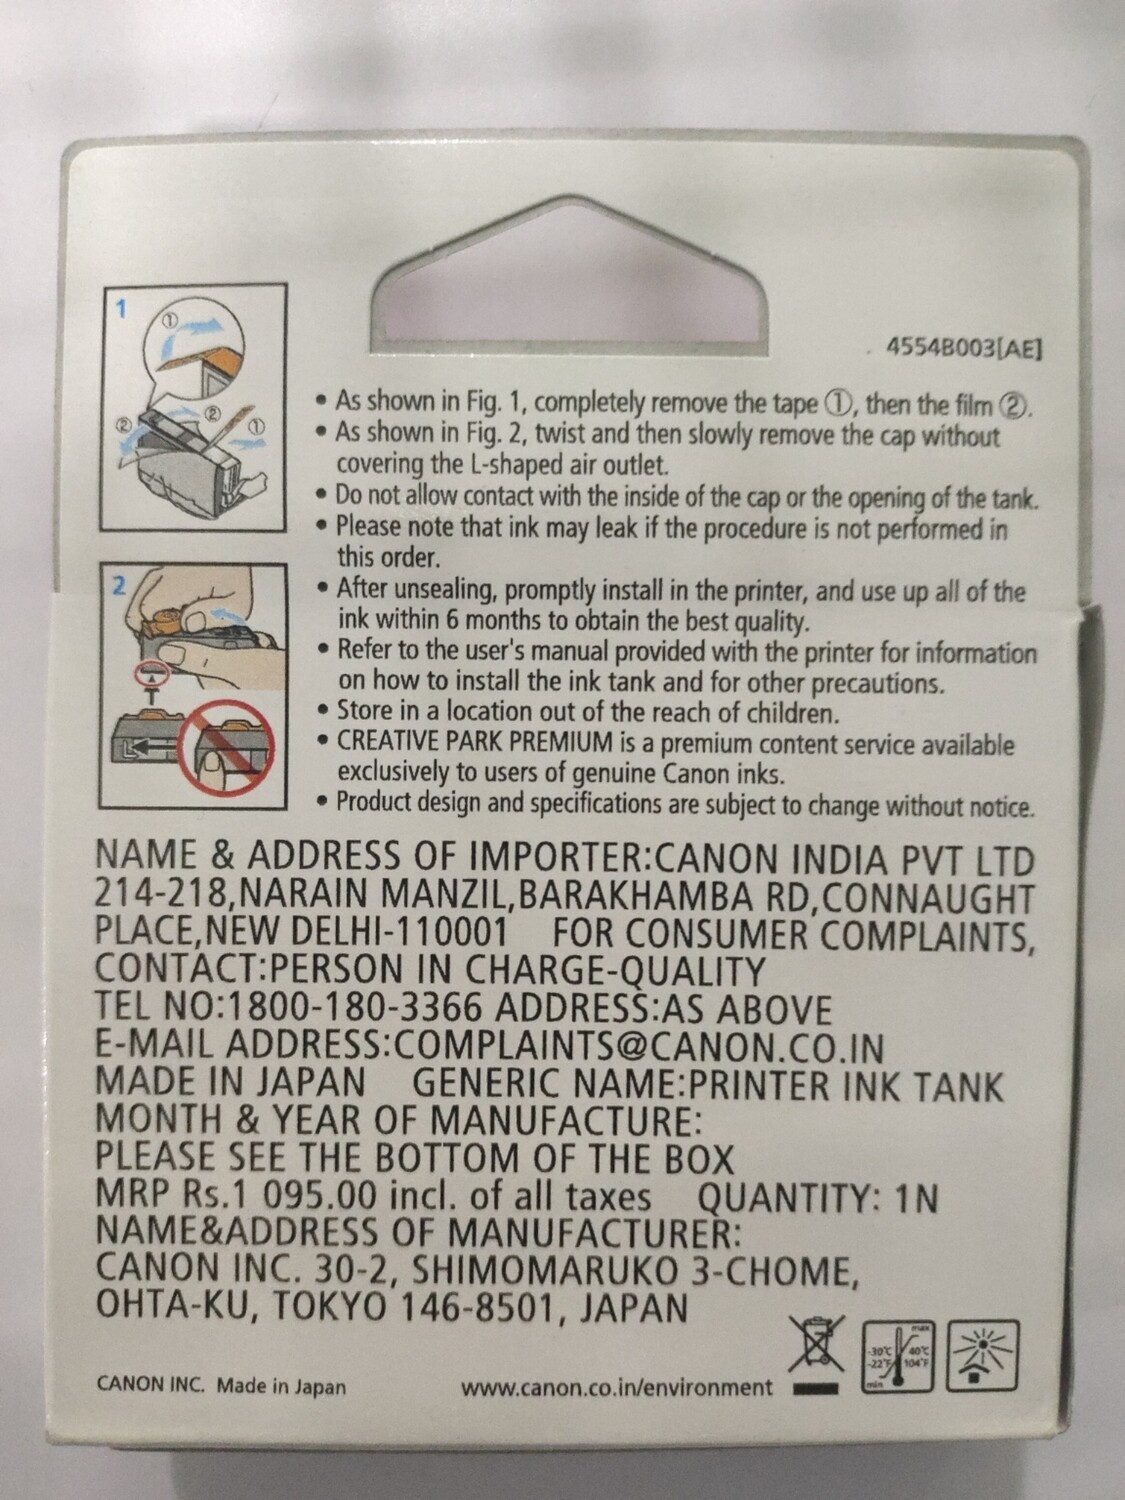 4554B003[AE]
1
①
②
②
①
• As shown in Fig. 1, completely remove the tape ①, then the film ②.
• As shown in Fig. 2, twist and then slowly remove the cap without
covering the L-shaped air outlet.
• Do not allow contact with the inside of the cap or the opening of the tank.
• Please note that ink may leak if the procedure is not performed in
this order.
2
L
• After unsealing, promptly install in the printer, and use up all of the
ink within 6 months to obtain the best quality.
• Refer to the user's manual provided with the printer for information
on how to install the ink tank and for other precautions.
• Store in a location out of the reach of children.
• CREATIVE PARK PREMIUM is a premium content service available
exclusively to users of genuine Canon inks.
• Product design and specifications are subject to change without notice.
NAME & ADDRESS OF IMPORTER:CANON INDIA PVT LTD
214-218,NARAIN MANZIL,BARAKHAMBA RD,CONNAUGHT
PLACE,NEW DELHI-110001 FOR CONSUMER COMPLAINTS,
CONTACT:PERSON IN CHARGE-QUALITY
TEL NO:1800-180-3366 ADDRESS:AS ABOVE
E-MAIL ADDRESS:COMPLAINTS@CANON.CO.IN
MADE IN JAPAN GENERIC NAME:PRINTER INK TANK
MONTH & YEAR OF MANUFACTURE:
PLEASE SEE THE BOTTOM OF THE BOX
MRP Rs.1 095.00 incl. of all taxes QUANTITY: 1N
NAME&ADDRESS OF MANUFACTURER:
CANON INC. 30-2, SHIMOMARUKO 3-CHOME,
OHTA-KU, TOKYO 146-8501, JAPAN
max
-30℃ 40℃
-22°F 104°F
min
CANON INC. Made in Japan www.canon.co.in/environment